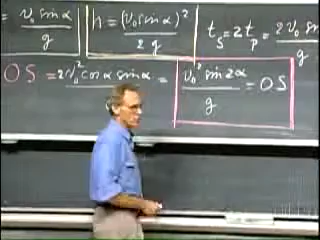 = v₀ sin α / g   h = (v₀ sin α)² / 2g   t_S = 2t_P = 2v₀ sin / g
OS = 2v₀² cos α sin α / g = v₀² sin 2α / g = OS